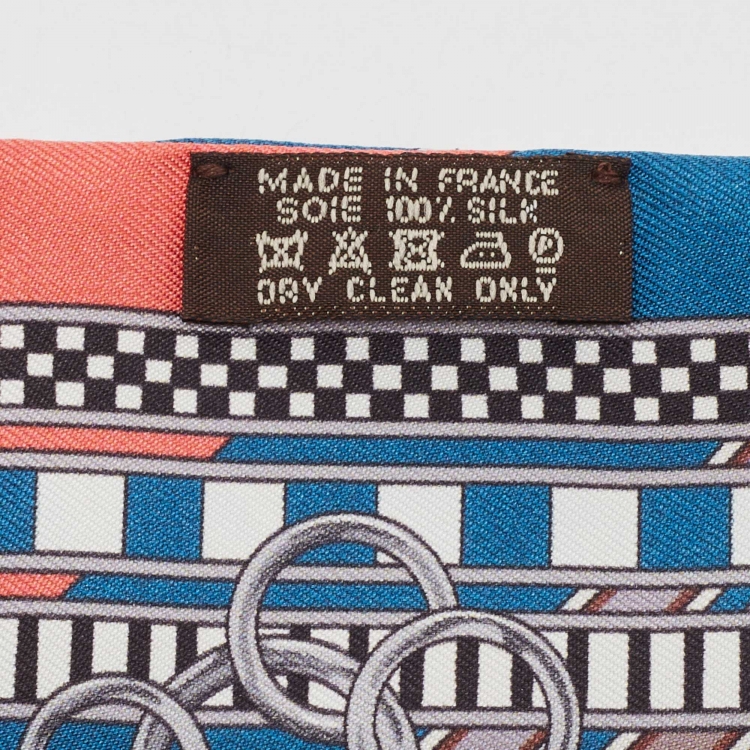 MADE IN FRANCE
SOIE 100% SILK
P
DRY CLEAN ONLY